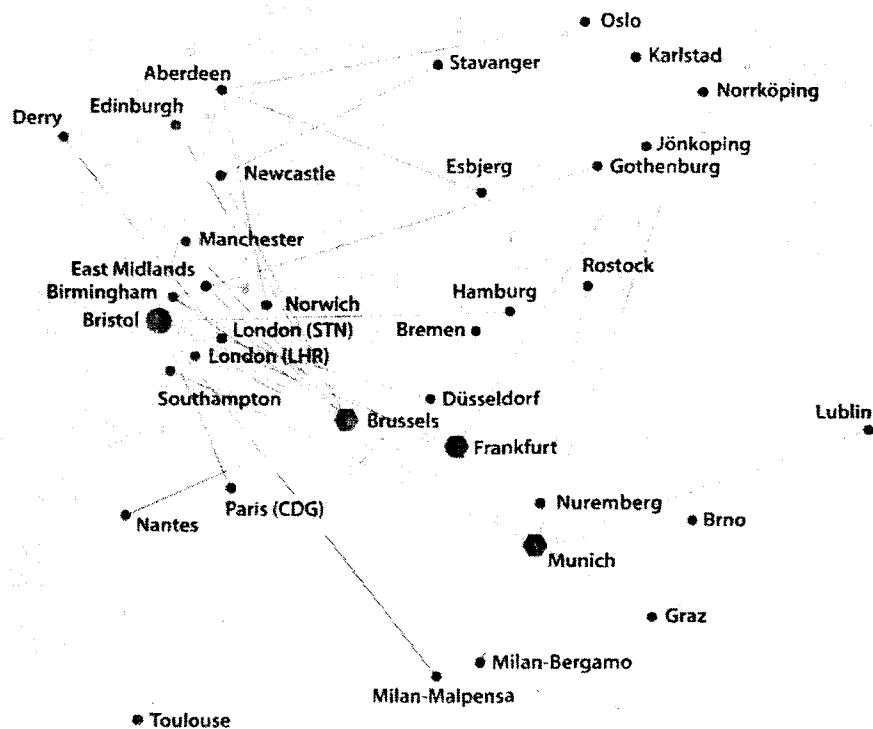 Oslo
Karlstad
Stavanger
Aberdeen
Norrköping
Edinburgh
Derry
Jönkoping
Gothenburg
Esbjerg
Newcastle
Manchester
East Midlands
Rostock
Birmingham
Hamburg
Norwich
Bristol
London (STN)
Bremen
London (LHR)
Southampton
Düsseldorf
Lublin
Brussels
Frankfurt
Nuremberg
Paris (CDG)
Nantes
Brno
Munich
Graz
Milan-Bergamo
Milan-Malpensa
Toulouse